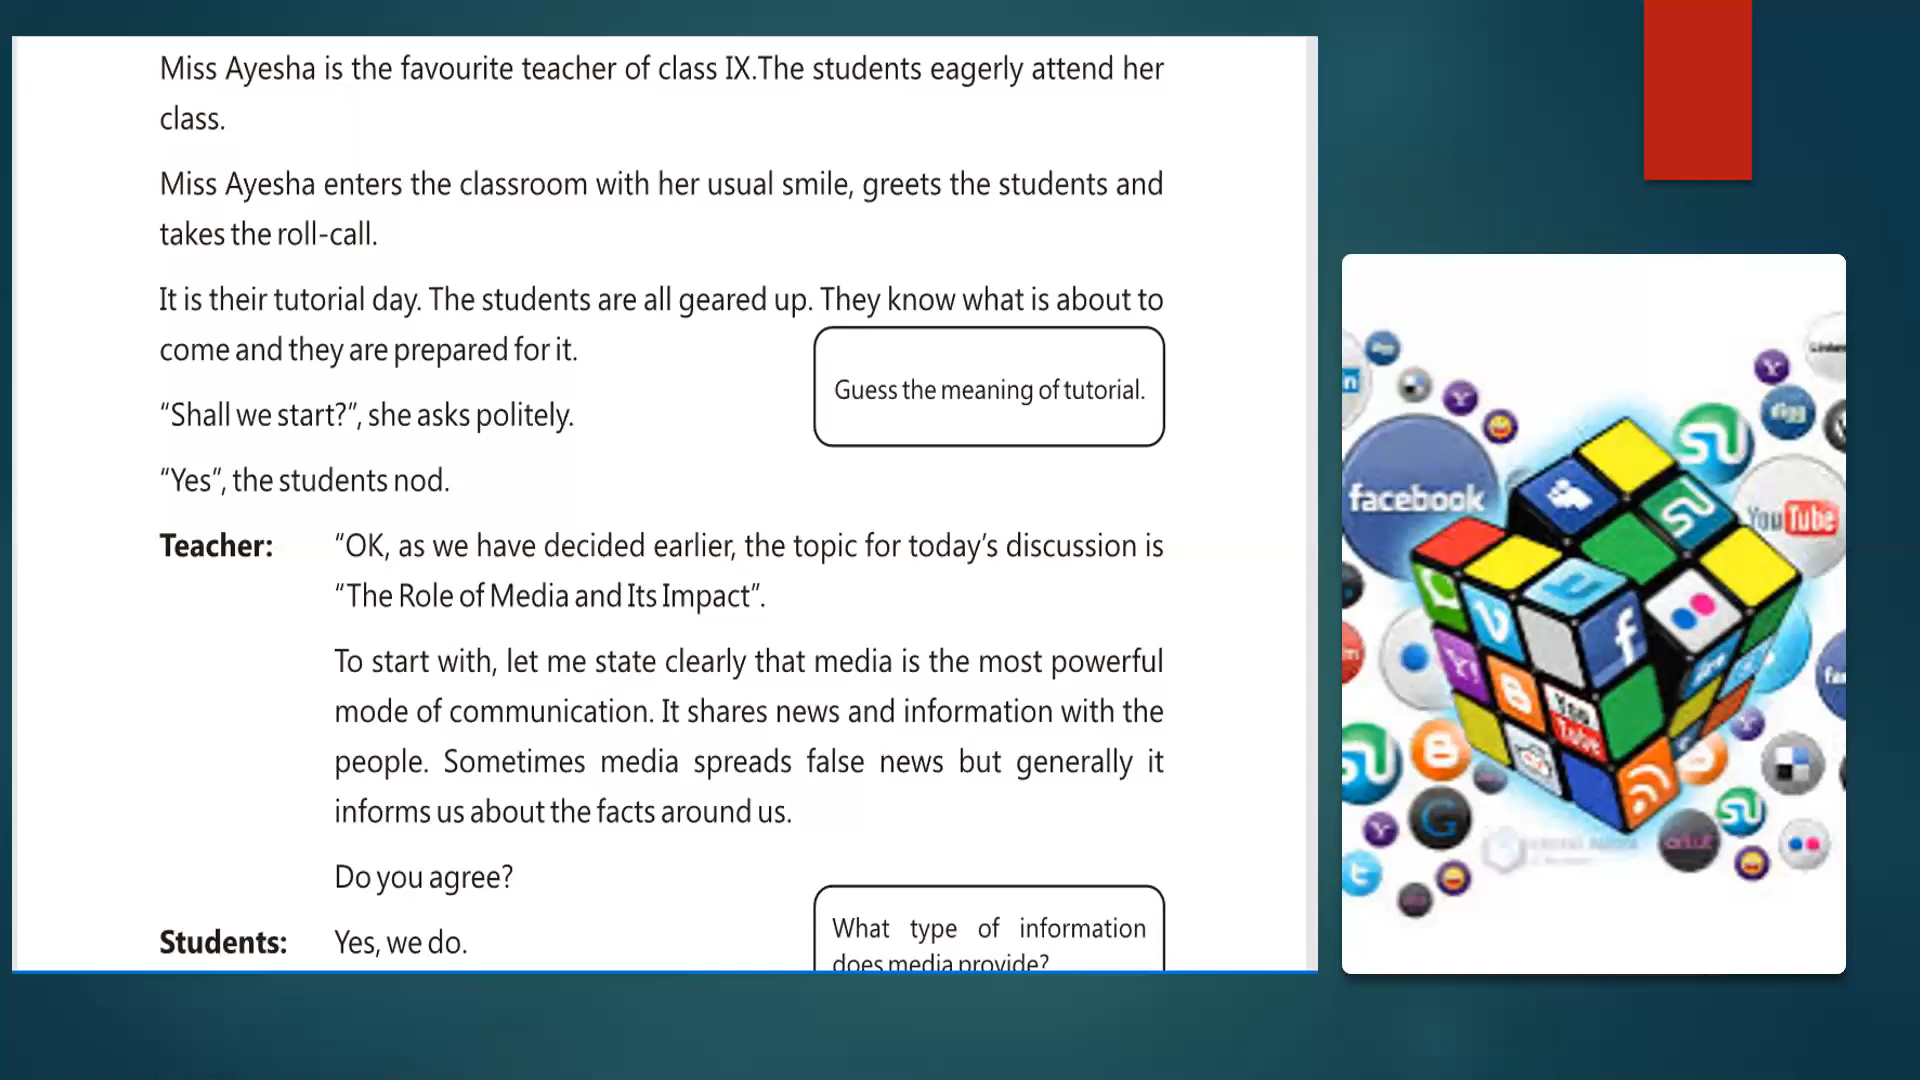 Miss Ayesha is the favourite teacher of class IX.The students eagerly attend her
class.
Miss Ayesha enters the classroom with her usual smile, greets the students and
takes the roll-call.
It is their tutorial day. The students are all geared up. They know what is about to
come and they are prepared for it.
Guess the meaning of tutorial.
“Shall we start?”, she asks politely.
“Yes”, the students nod.
Teacher: “OK, as we have decided earlier, the topic for today’s discussion is
“The Role of Media and Its Impact”.
To start with, let me state clearly that media is the most powerful
mode of communication. It shares news and information with the
people. Sometimes media spreads false news but generally it
informs us about the facts around us.
Do you agree?
Students: Yes, we do.
What type of information
does media provide?
facebook
YouTube
digg
f
You
Tube
orkut